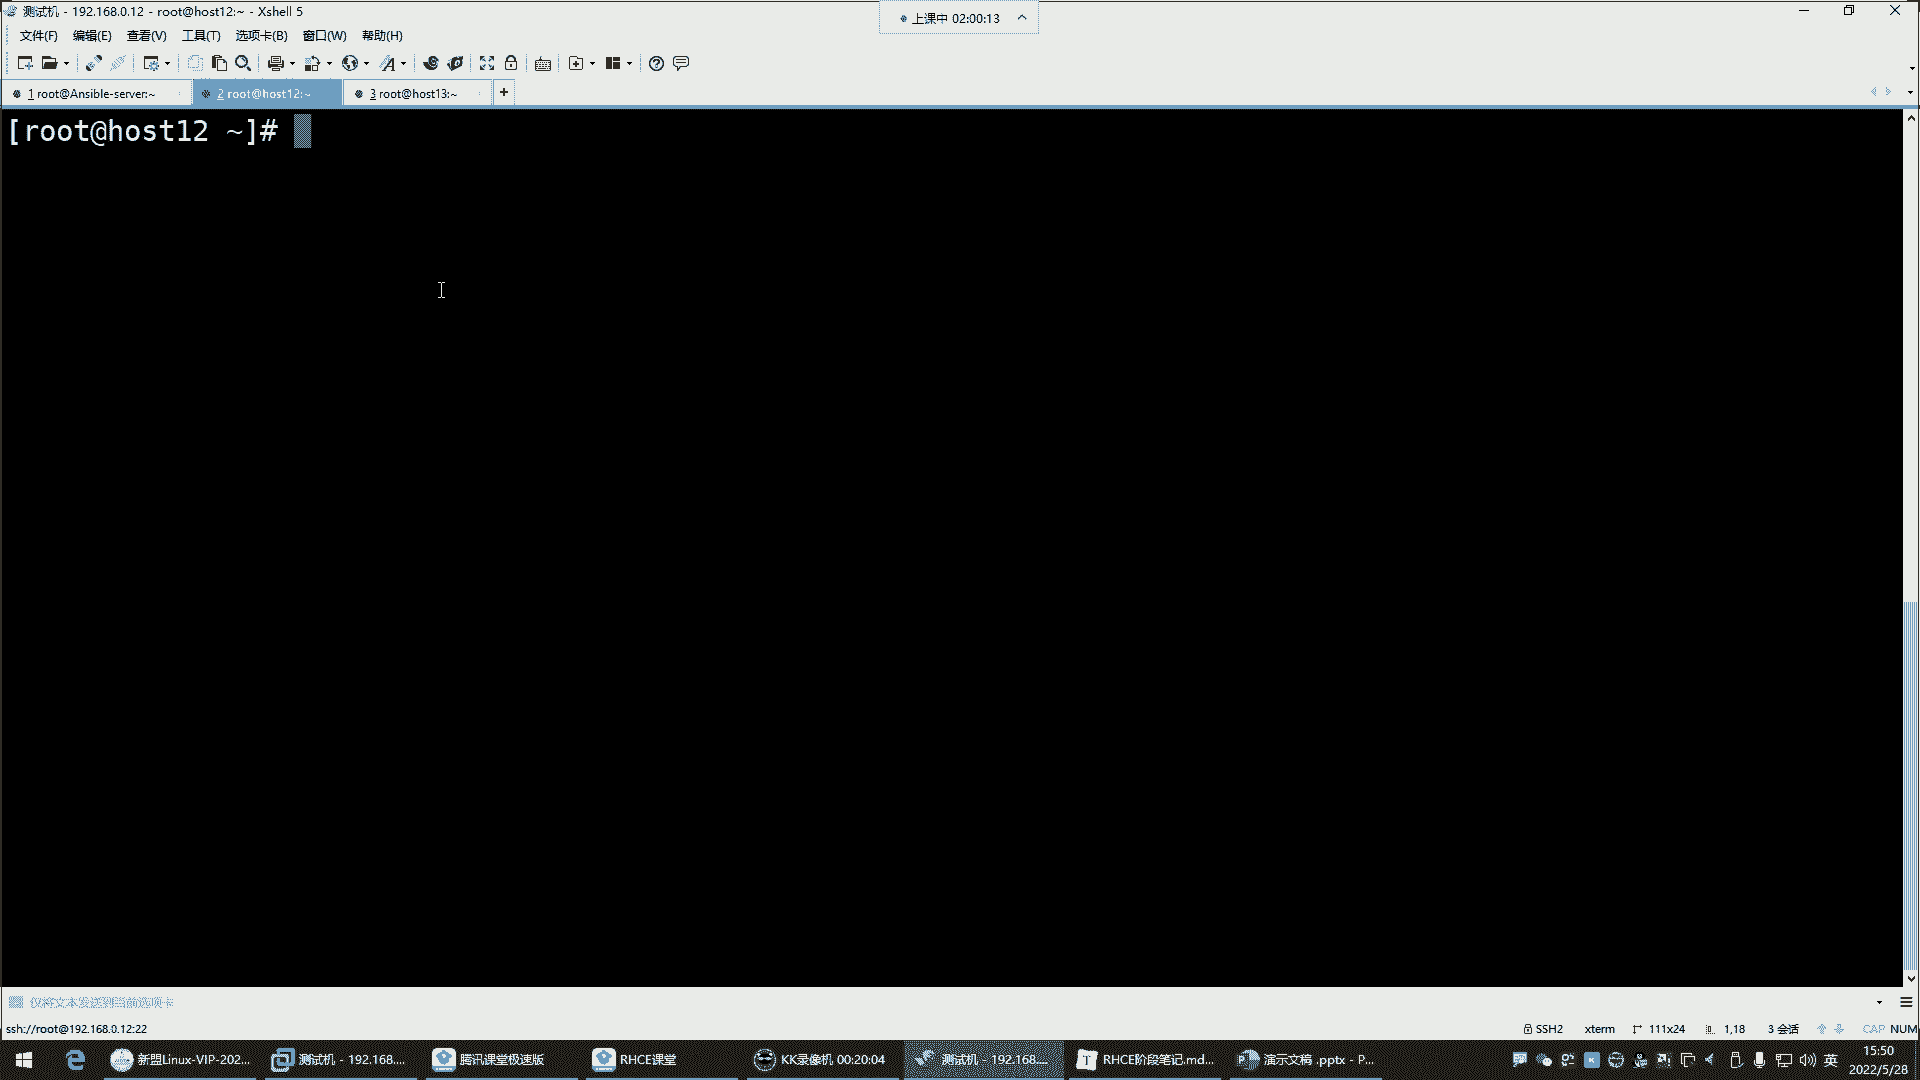 测试机 - 192.168.0.12 - root@host12:~ - Xshell 5
上课中 02:00:13
文件(F) 编辑(E) 查看(V) 工具(T) 选项卡(B) 窗口(W) 帮助(H)
1 root@Ansible-server:~ 2 root@host12:~ 3 root@host13:~ +
[root@host12 ~]#
仅将文本发送到当前选项卡
ssh://root@192.168.0.12:22 SSH2 xterm 111x24 1,18 3 会话 CAP NUM
新盟Linux-VIP-202... 测试机 - 192.168.... 腾讯课堂极速版 RHCE课堂 KK录像机 00:20:04 测试机 - 192.168.... RHCE阶段笔记.md... 演示文稿 .pptx - P... 英 15:50
2022/5/28